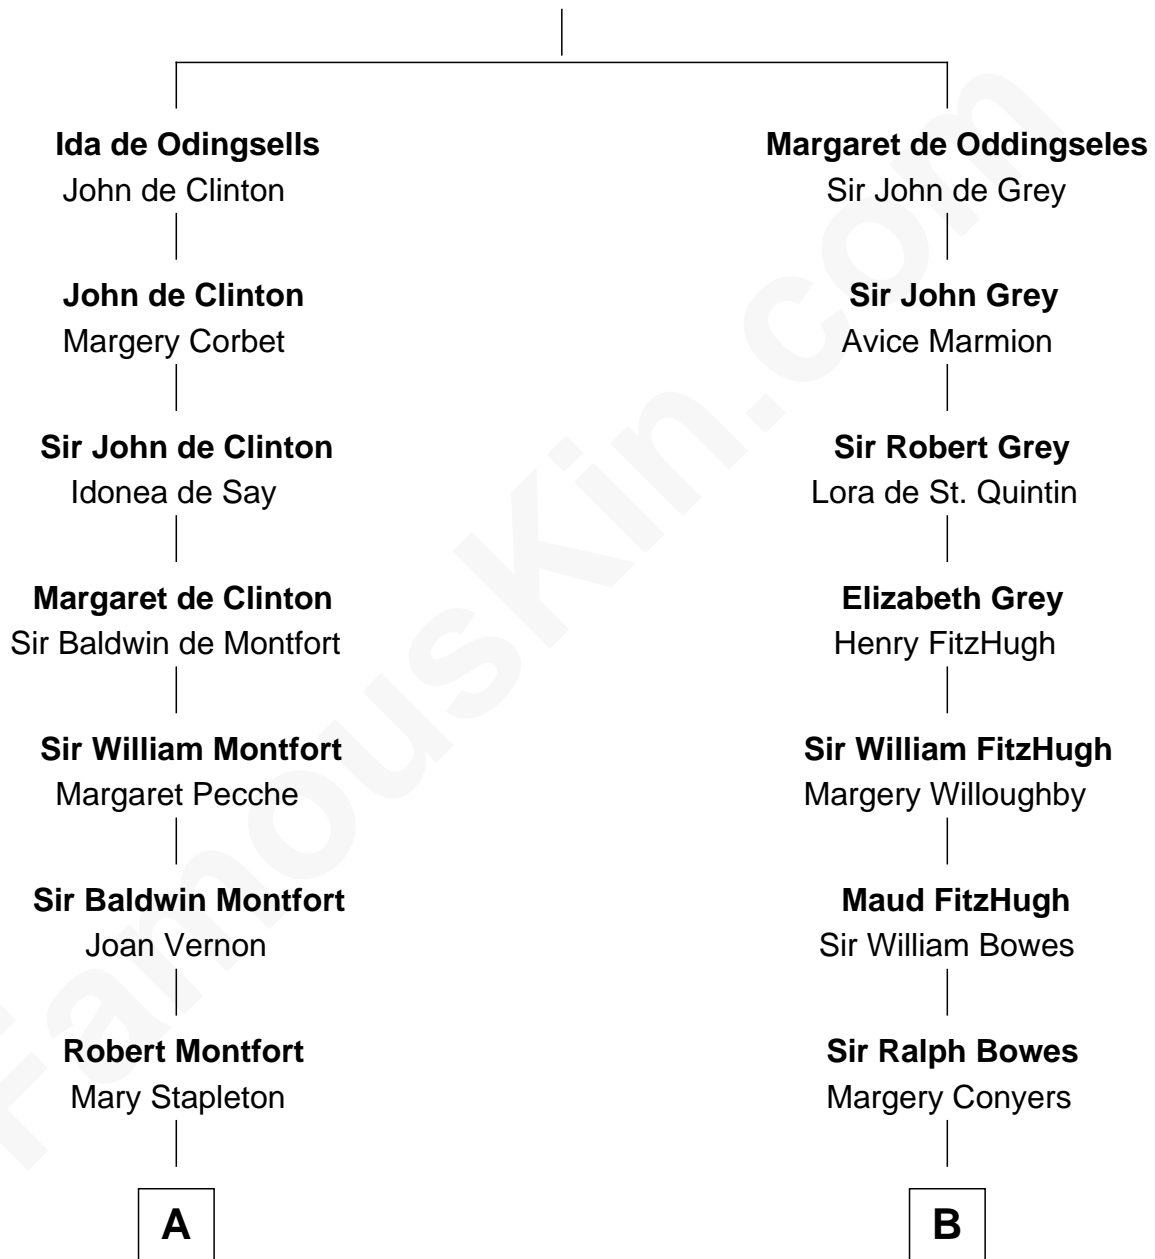 Ida de Odingsells
John de Clinton
John de Clinton
Margery Corbet
Sir John de Clinton
Idonea de Say
Margaret de Clinton
Sir Baldwin de Montfort
Sir William Montfort
Margaret Pecche
Sir Baldwin Montfort
Joan Vernon
Robert Montfort
Mary Stapleton
A
Margaret de Oddingseles
Sir John de Grey
Sir John Grey
Avice Marmion
Sir Robert Grey
Lora de St. Quintin
Elizabeth Grey
Henry FitzHugh
Sir William FitzHugh
Margery Willoughby
Maud FitzHugh
Sir William Bowes
Sir Ralph Bowes
Margery Conyers
B
FamousKin.com